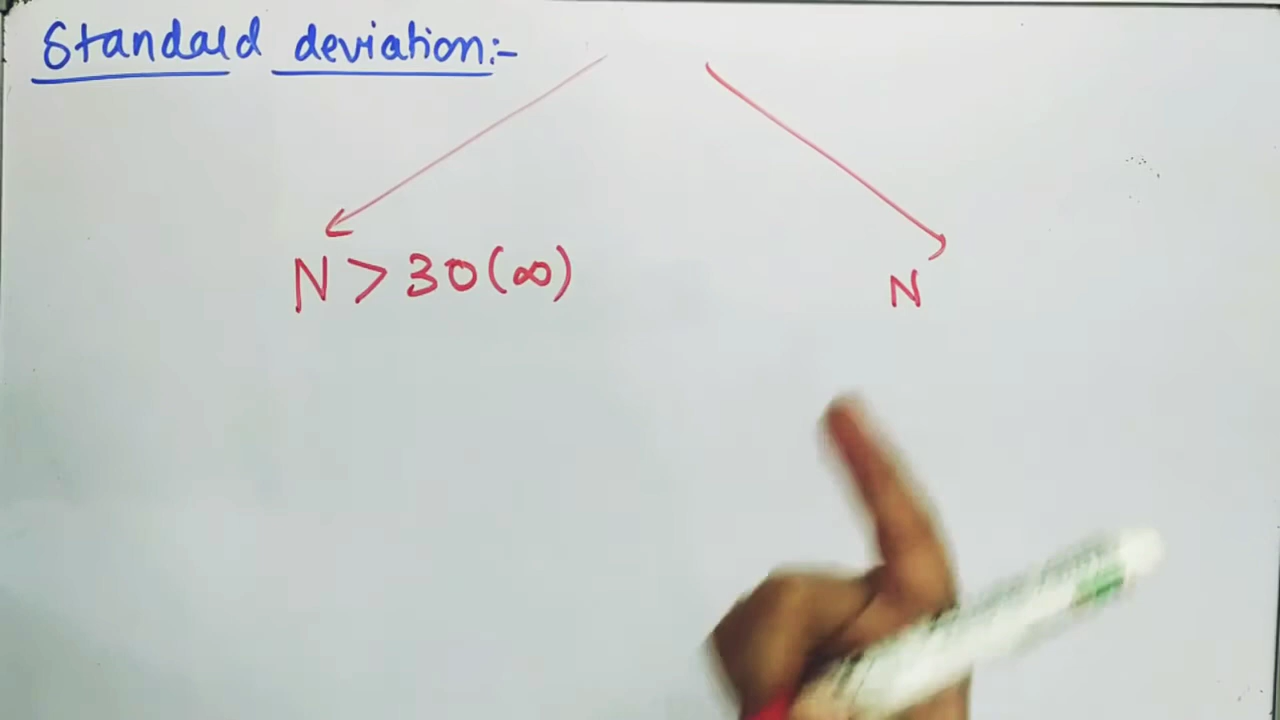 Standard deviation:-
N > 30 (∞)
N